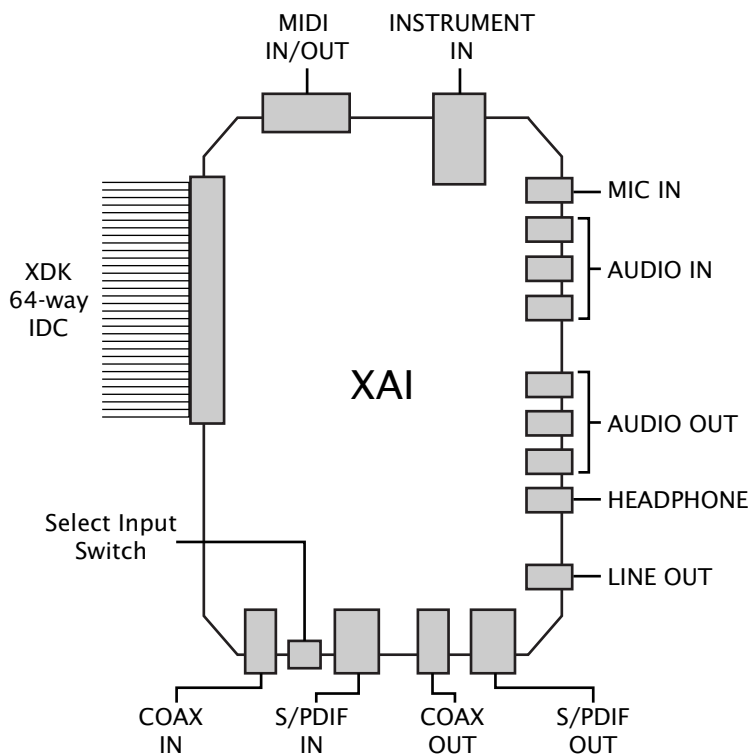 MIDI
IN/OUT
INSTRUMENT
IN
MIC IN
AUDIO IN
XDK
64-way
IDC
XAI
AUDIO OUT
HEADPHONE
Select Input
Switch
LINE OUT
COAX
IN
S/PDIF
IN
COAX
OUT
S/PDIF
OUT